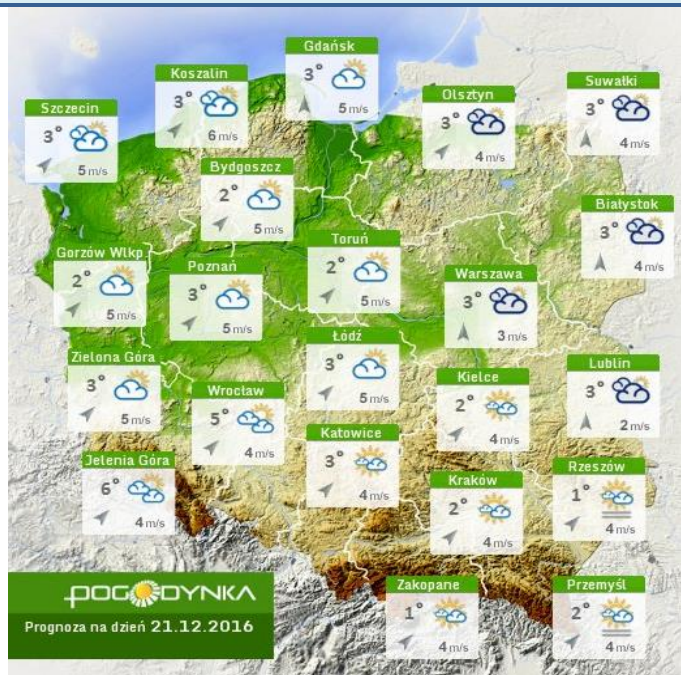 Gdańsk
3°
5 m/s
Koszalin
3°
6 m/s
Suwałki
3°
4 m/s
Olsztyn
3°
4 m/s
Szczecin
3°
5 m/s
Bydgoszcz
2°
5 m/s
Białystok
3°
4 m/s
Toruń
2°
5 m/s
Gorzów Wlkp.
2°
5 m/s
Poznań
3°
5 m/s
Warszawa
3°
3 m/s
Łódź
3°
5 m/s
Zielona Góra
3°
5 m/s
Lublin
3°
2 m/s
Kielce
2°
4 m/s
Wrocław
5°
4 m/s
Katowice
3°
4 m/s
Jelenia Góra
6°
4 m/s
Rzeszów
1°
4 m/s
Kraków
2°
4 m/s
Zakopane
1°
4 m/s
Przemyśl
2°
4 m/s
POGODYNKA
Prognoza na dzień 21.12.2016